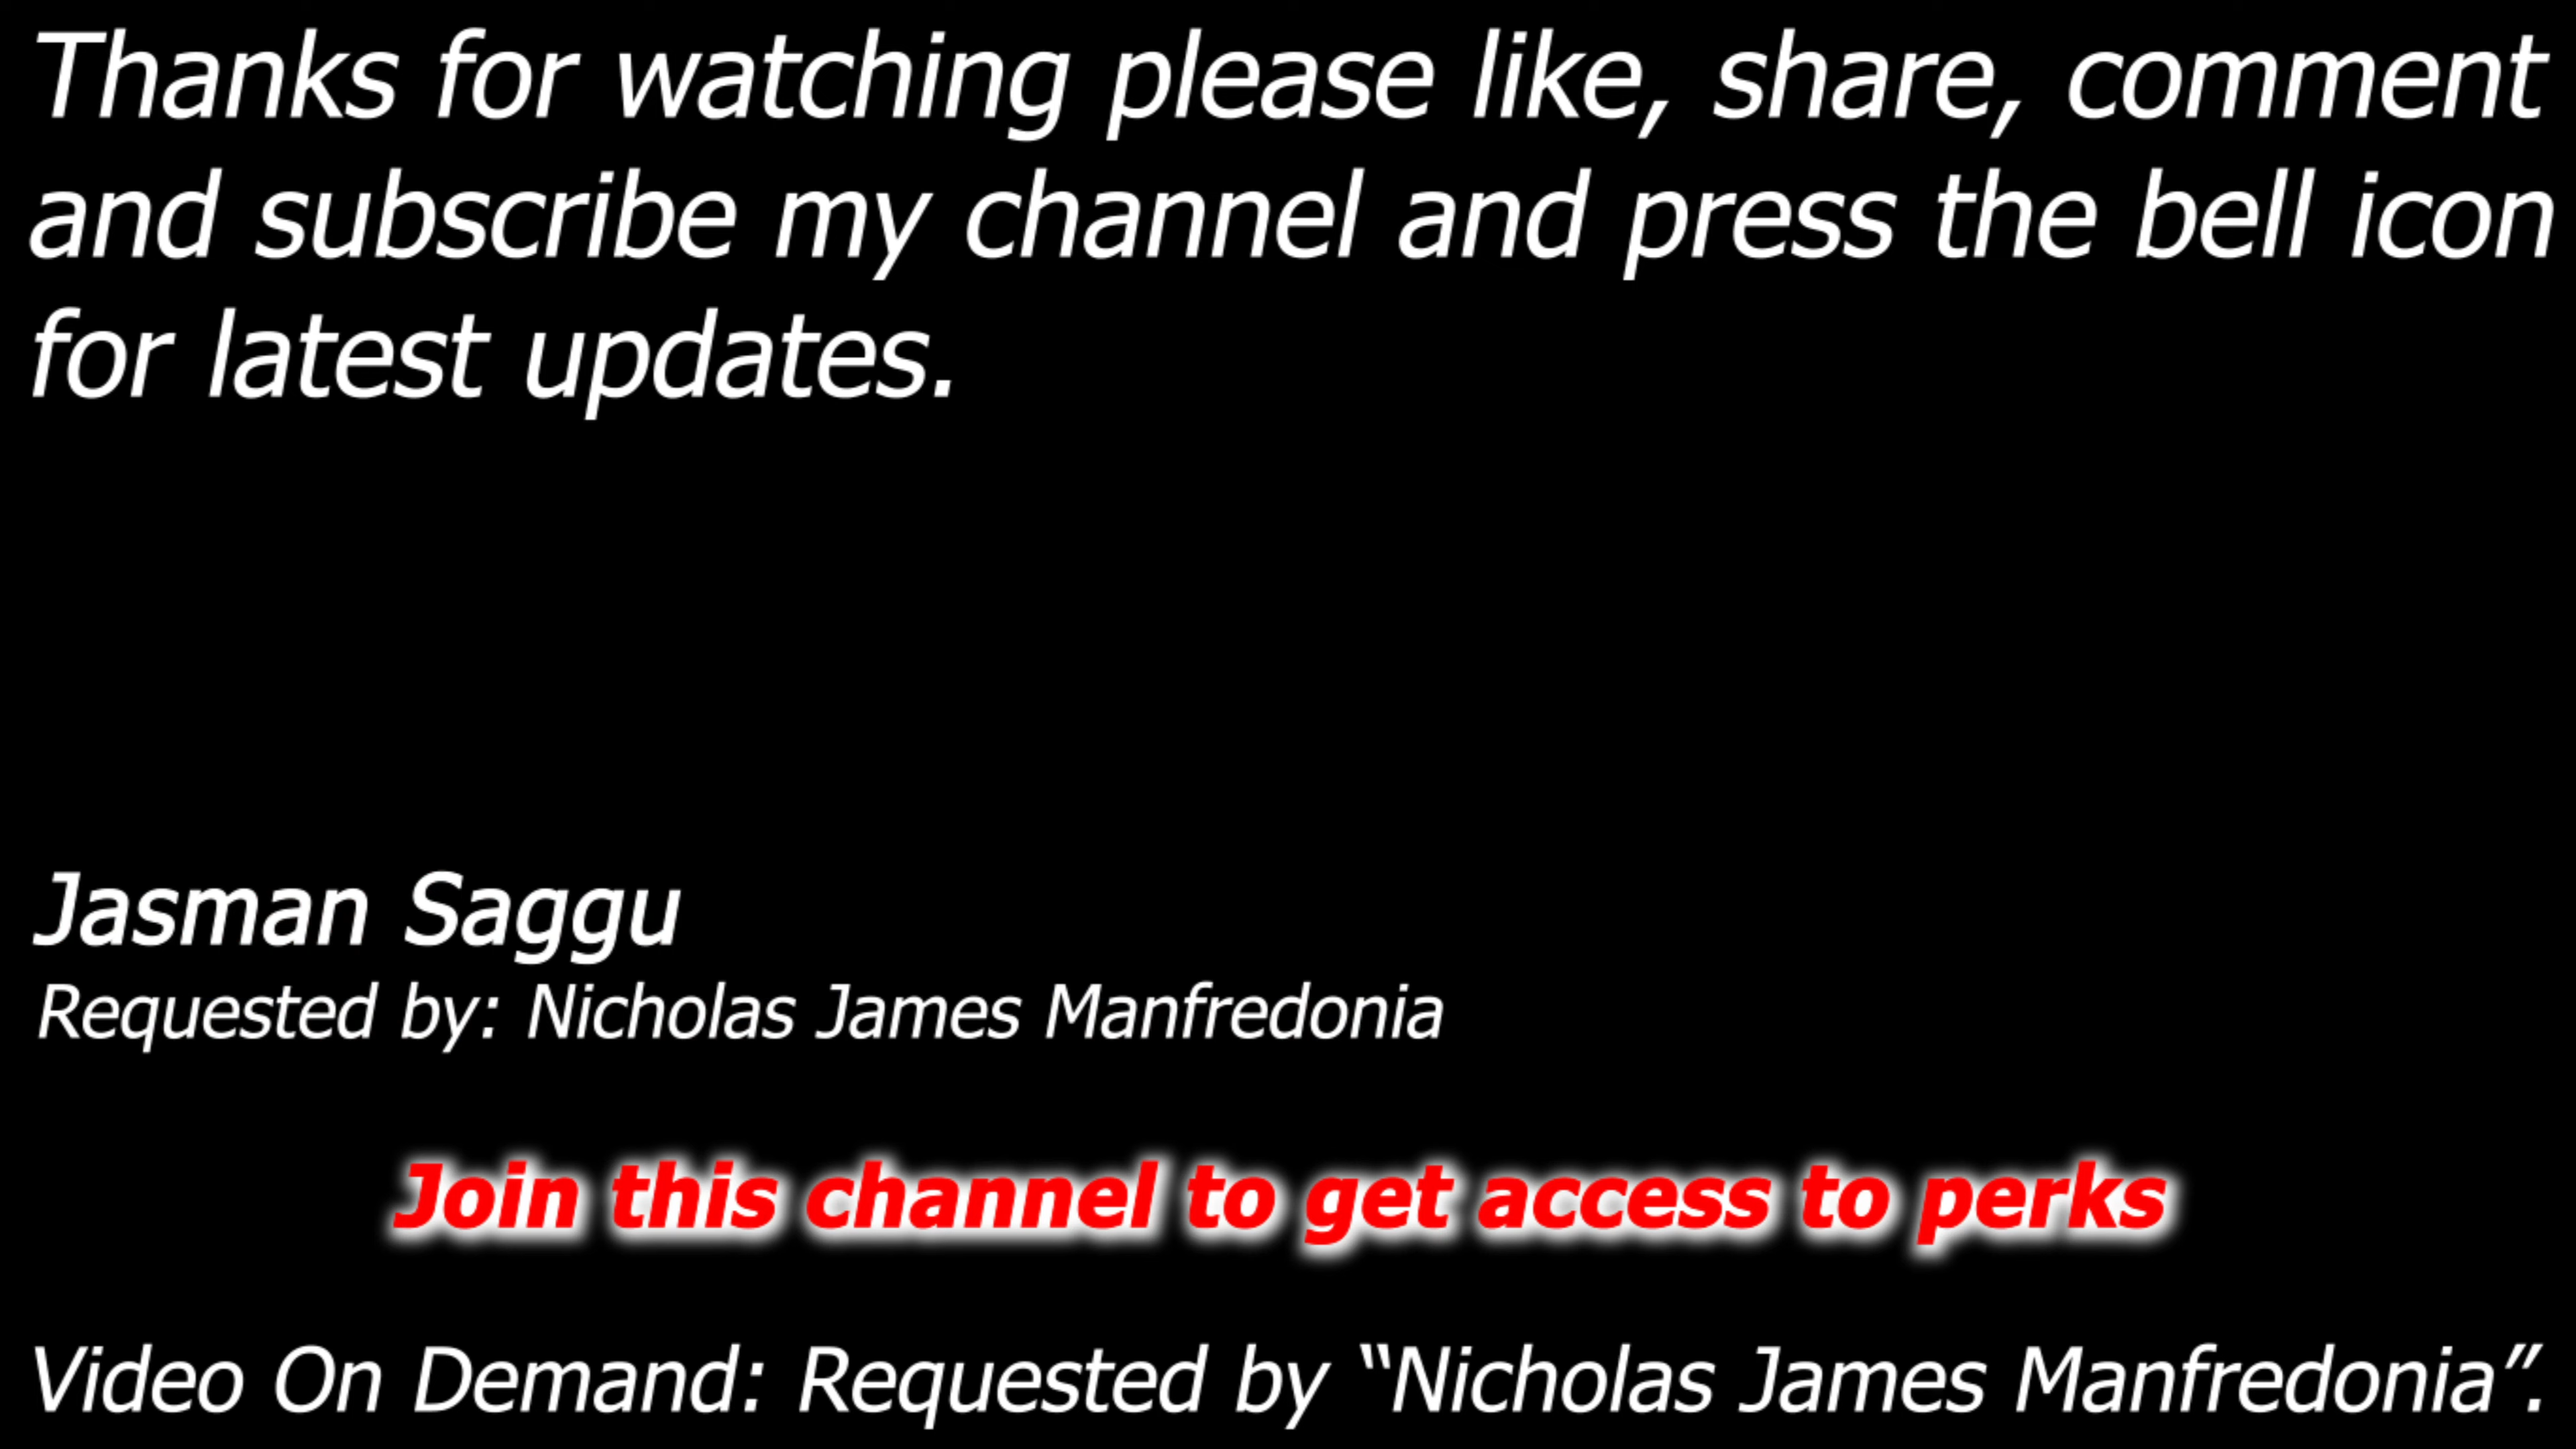 Thanks for watching please like, share, comment
and subscribe my channel and press the bell icon
for latest updates.
Jasman Saggu
Requested by: Nicholas James Manfredonia
Join this channel to get access to perks
Video On Demand: Requested by “Nicholas James Manfredonia”.